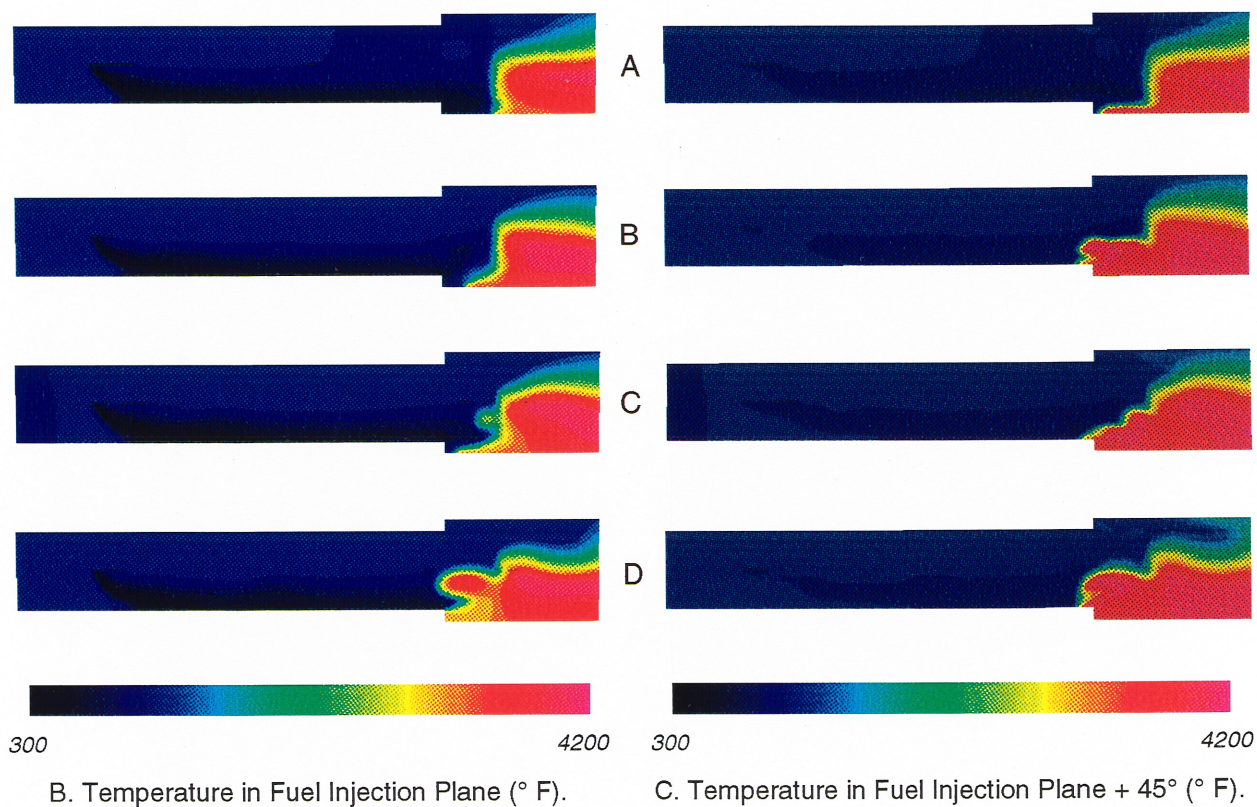 A
B
C
D
300 4200
300 4200
B. Temperature in Fuel Injection Plane (° F).
C. Temperature in Fuel Injection Plane + 45° (° F).